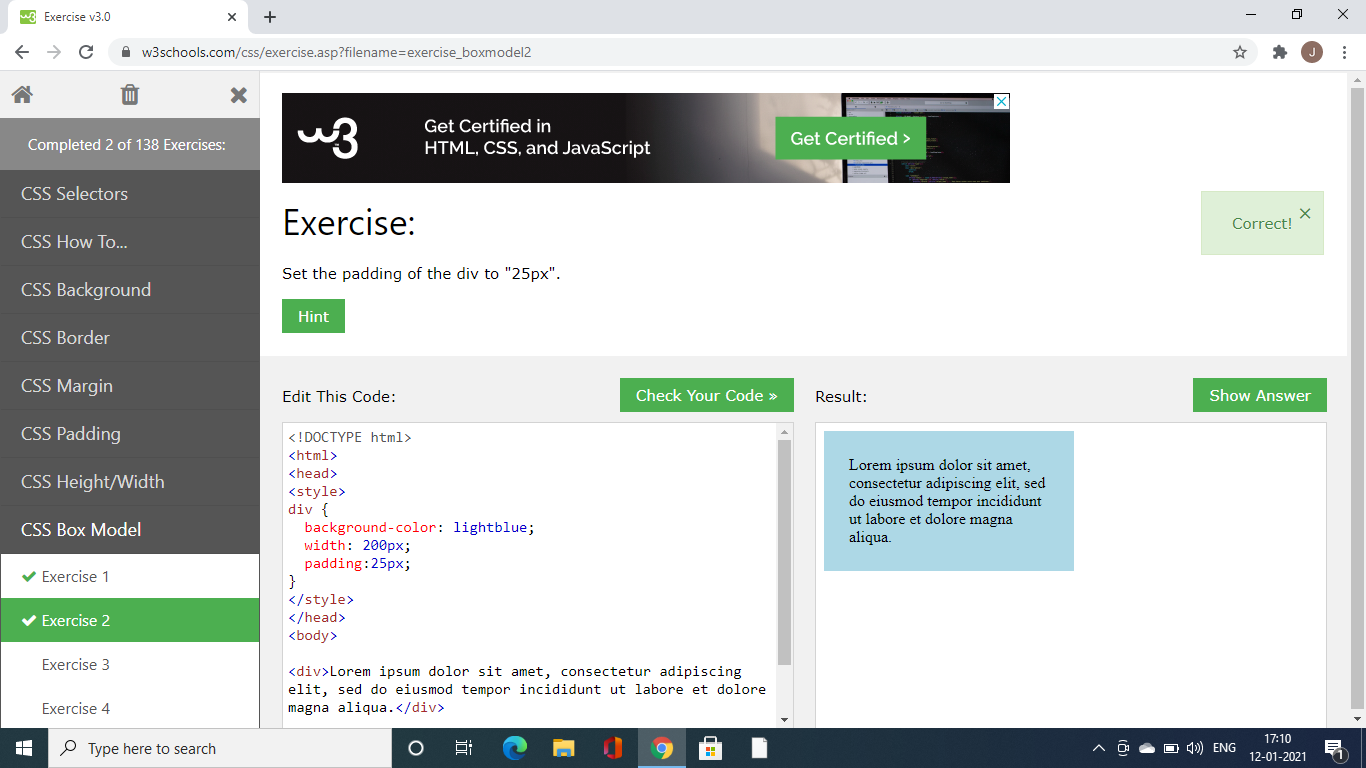 Exercise v3.0
w3schools.com/css/exercise.asp?filename=exercise_boxmodel2
J
Completed 2 of 138 Exercises:
CSS Selectors
CSS How To...
CSS Background
CSS Border
CSS Margin
CSS Padding
CSS Height/Width
CSS Box Model
Exercise 1
Exercise 2
Exercise 3
Exercise 4
w3
Get Certified in
HTML, CSS, and JavaScript
Get Certified >
Exercise:
Correct!
Set the padding of the div to "25px".
Hint
Edit This Code:
Check Your Code »
<!DOCTYPE html>
<html>
<head>
<style>
div {
  background-color: lightblue;
  width: 200px;
  padding:25px;
}
</style>
</head>
<body>
<div>Lorem ipsum dolor sit amet, consectetur adipiscing
elit, sed do eiusmod tempor incididunt ut labore et dolore
magna aliqua.</div>
Result:
Show Answer
Lorem ipsum dolor sit amet,
consectetur adipiscing elit, sed
do eiusmod tempor incididunt
ut labore et dolore magna
aliqua.
Type here to search
ENG
17:10
12-01-2021
1